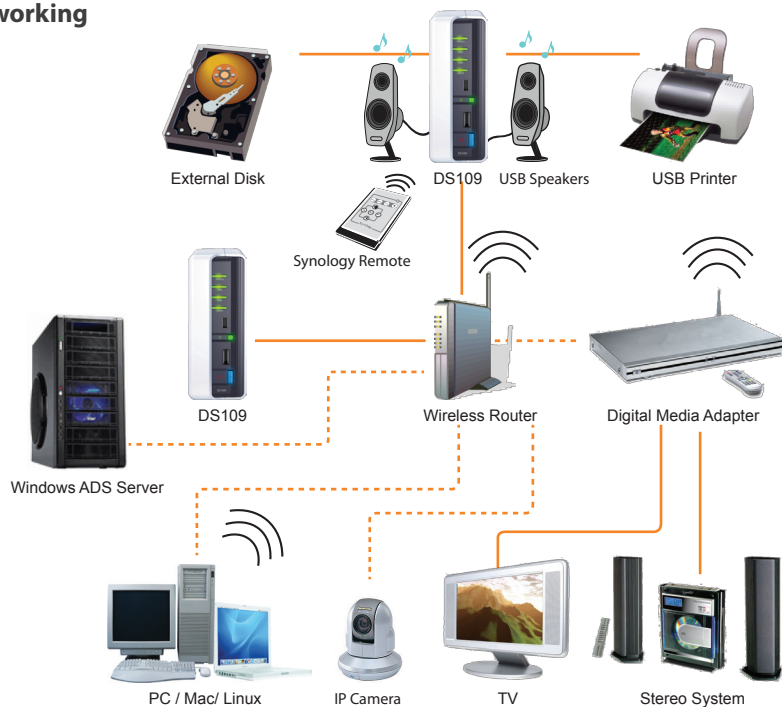 working
External Disk
DS109
USB Speakers
USB Printer
Synology Remote
DS109
Wireless Router
Digital Media Adapter
Windows ADS Server
PC / Mac/ Linux
IP Camera
TV
Stereo System